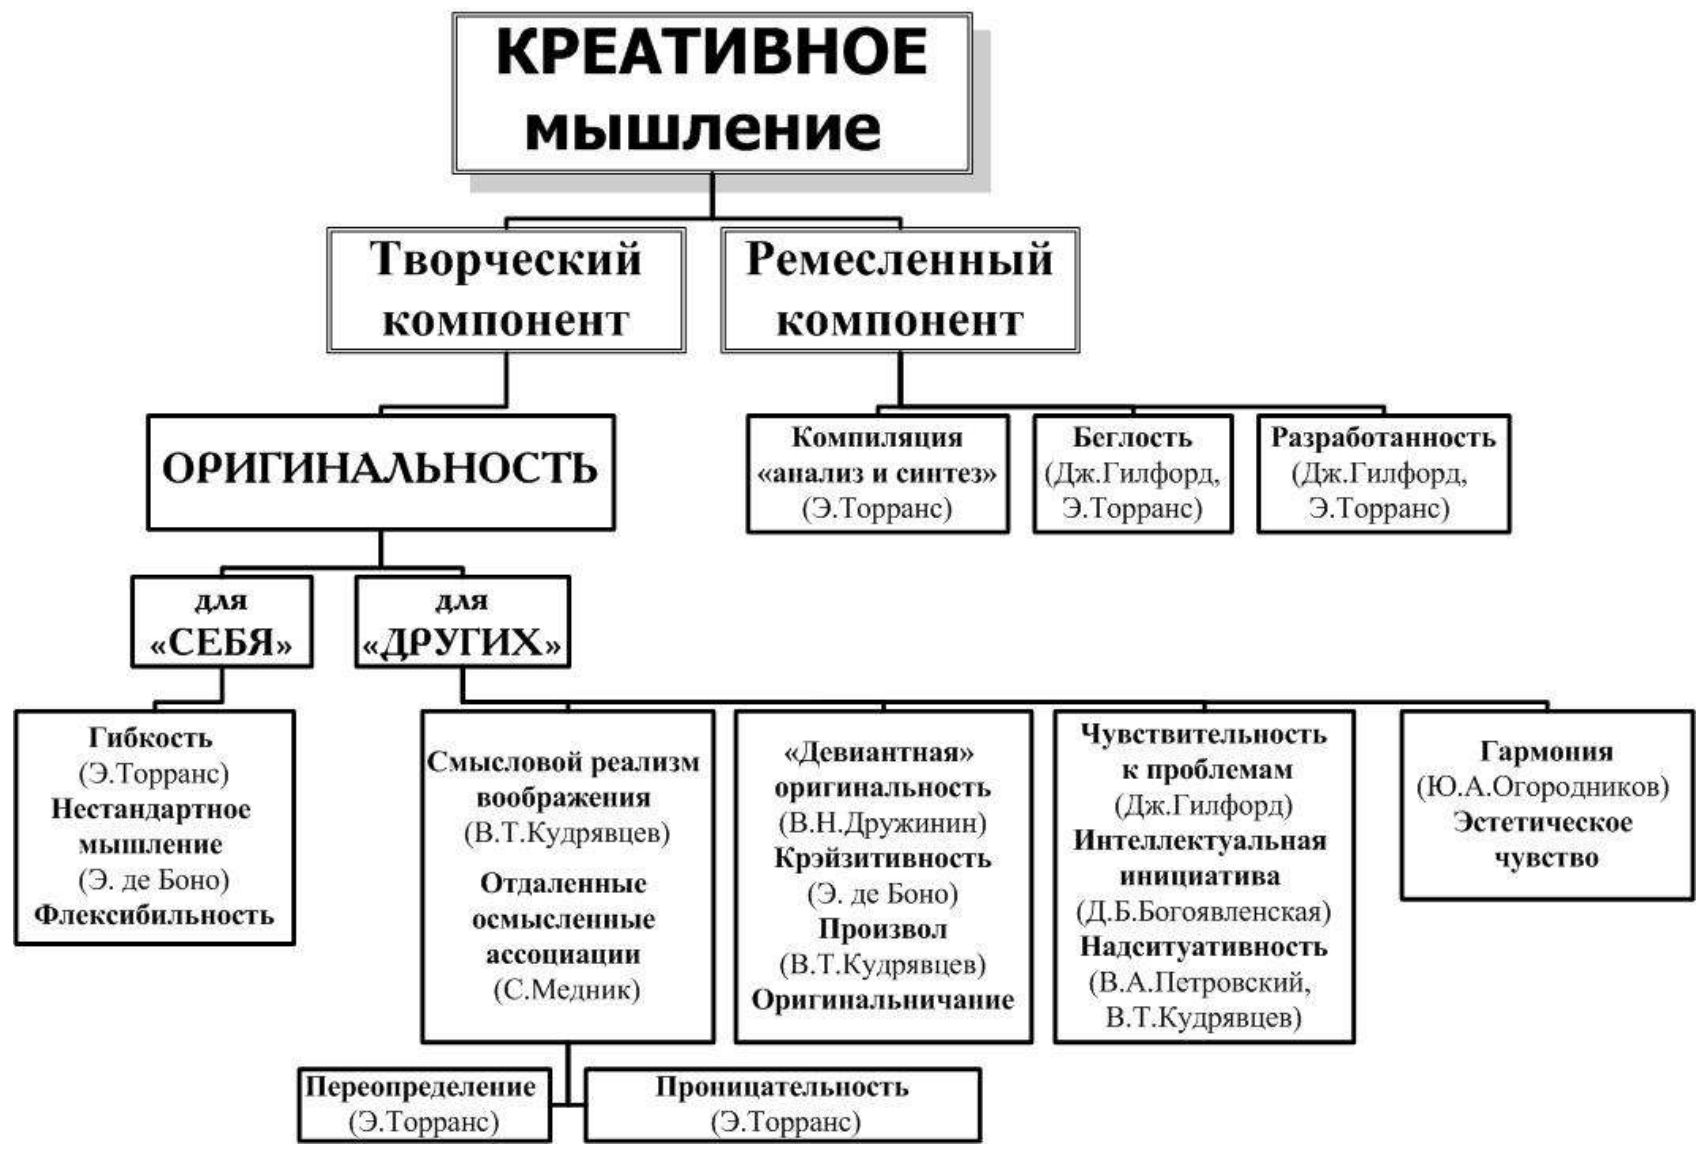 КРЕАТИВНОЕ
мышление
Творческий
компонент
Ремесленный
компонент
ОРИГИНАЛЬНОСТЬ
Компиляция
«анализ и синтез»
(Э.Торранс)
Беглость
(Дж.Гилфорд,
Э.Торранс)
Разработанность
(Дж.Гилфорд,
Э.Торранс)
для
«СЕБЯ»
для
«ДРУГИХ»
Гибкость
(Э.Торранс)
Нестандартное
мышление
(Э. де Боно)
Флексибильность
Смысловой реализм
воображения
(В.Т.Кудрявцев)
Отдаленные
осмысленные
ассоциации
(С.Медник)
«Девиантная»
оригинальность
(В.Н.Дружинин)
Крэйзитивность
(Э. де Боно)
Произвол
(В.Т.Кудрявцев)
Оригинальничание
Чувствительность
к проблемам
(Дж.Гилфорд)
Интеллектуальная
инициатива
(Д.Б.Богоявленская)
Надситуативность
(В.А.Петровский,
В.Т.Кудрявцев)
Гармония
(Ю.А.Огородников)
Эстетическое
чувство
Переопределение
(Э.Торранс)
Проницательность
(Э.Торранс)